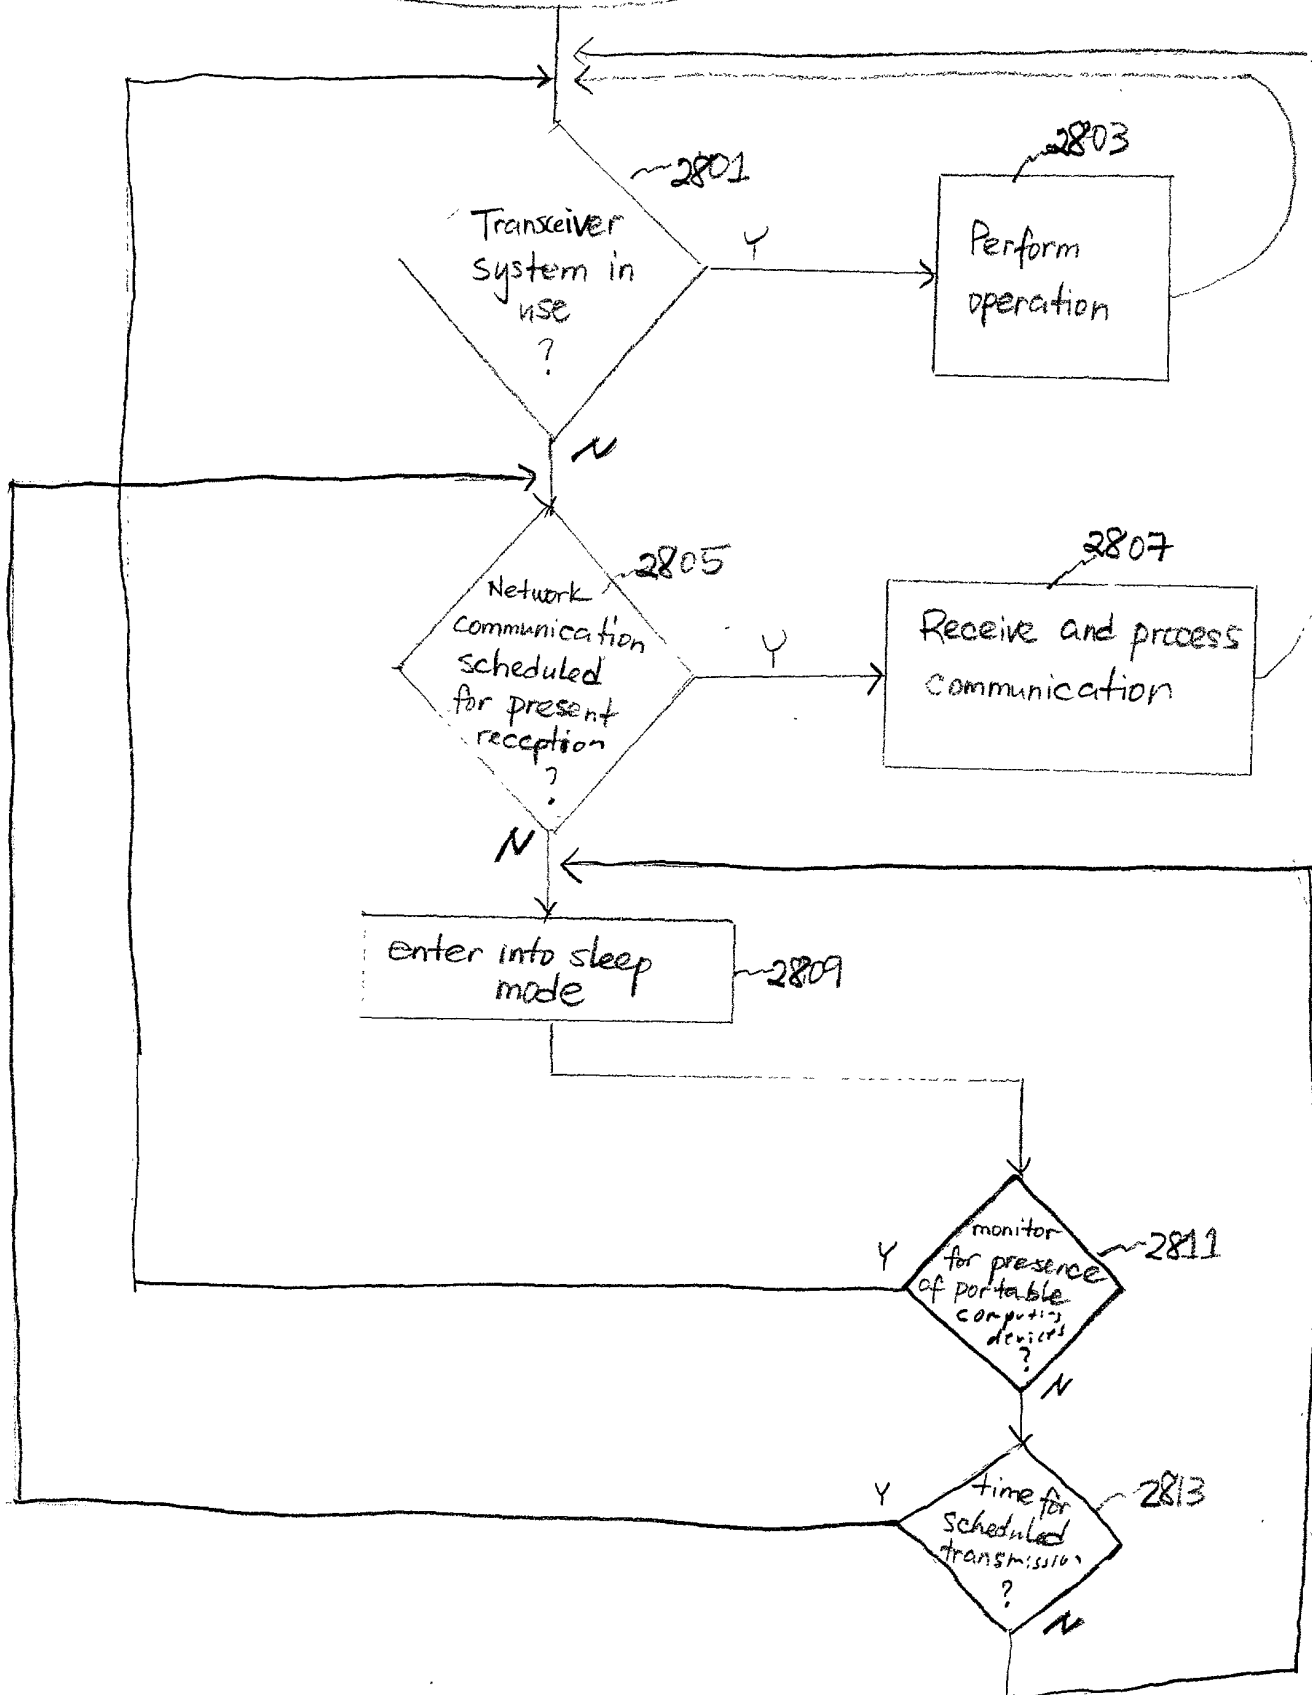 2803
2801
Transceiver
system in
use
?
Y
Perform
operation
N
2807
2805
Network
communication
scheduled
for present
reception
?
Y
Receive and process
communication
N
enter into sleep
mode
2809
2811
monitor
for presence
of portable
computing
devices
?
Y
N
2813
time for
scheduled
transmission
?
Y
N